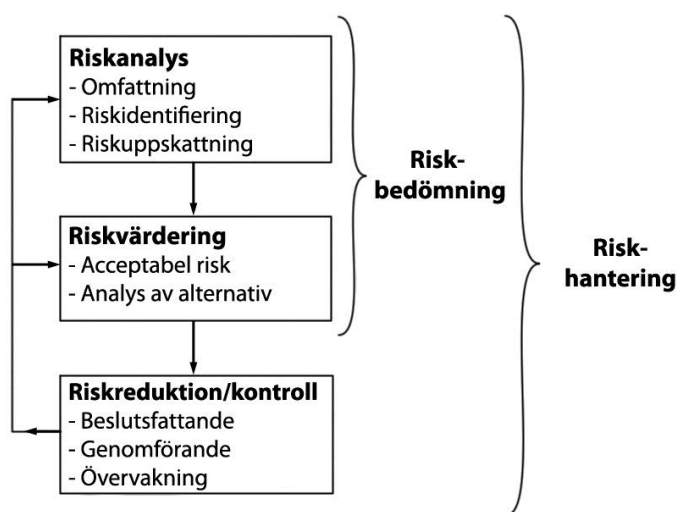 Riskanalys
- Omfattning
- Riskidentifiering
- Riskuppskattning
Risk-
bedömning
Riskvärdering
- Acceptabel risk
- Analys av alternativ
Risk-
hantering
Riskreduktion/kontroll
- Beslutsfattande
- Genomförande
- Övervakning